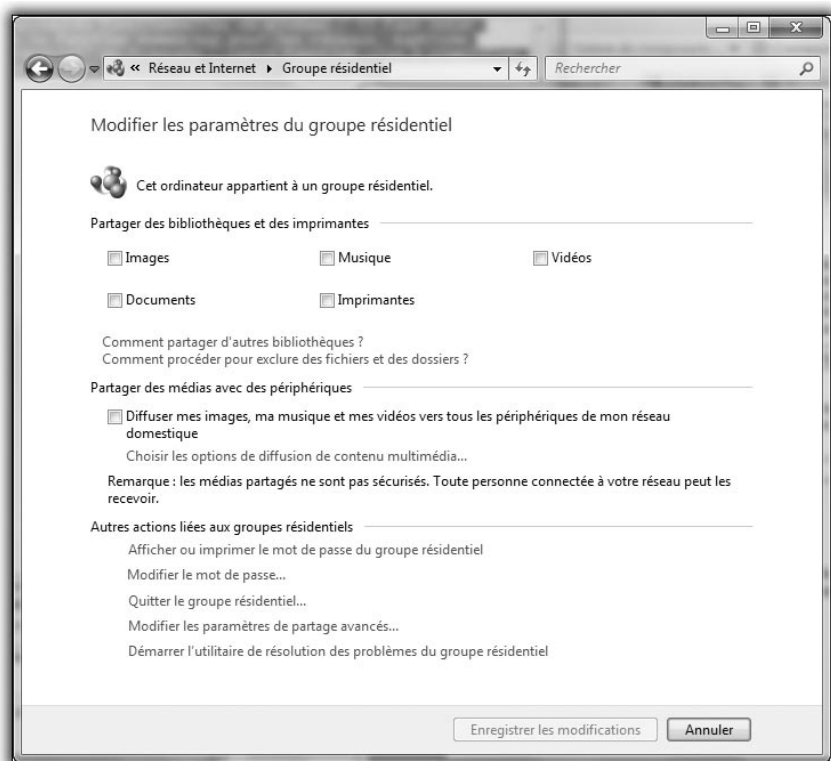 « Réseau et Internet ▸ Groupe résidentiel
Rechercher
Modifier les paramètres du groupe résidentiel
Cet ordinateur appartient à un groupe résidentiel.
Partager des bibliothèques et des imprimantes
Images Musique Vidéos
Documents Imprimantes
Comment partager d'autres bibliothèques ?
Comment procéder pour exclure des fichiers et des dossiers ?
Partager des médias avec des périphériques
Diffuser mes images, ma musique et mes vidéos vers tous les périphériques de mon réseau
domestique
Choisir les options de diffusion de contenu multimédia...
Remarque : les médias partagés ne sont pas sécurisés. Toute personne connectée à votre réseau peut les
recevoir.
Autres actions liées aux groupes résidentiels
Afficher ou imprimer le mot de passe du groupe résidentiel
Modifier le mot de passe...
Quitter le groupe résidentiel...
Modifier les paramètres de partage avancés...
Démarrer l'utilitaire de résolution des problèmes du groupe résidentiel
Enregistrer les modifications Annuler